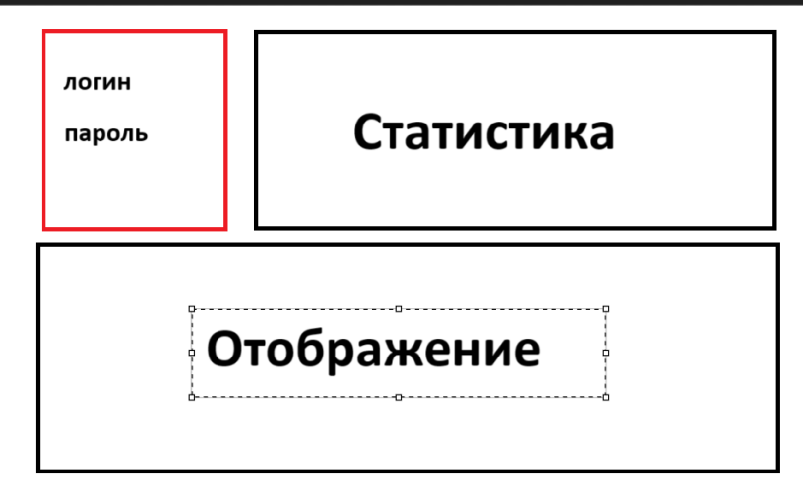 логин
пароль
Статистика
Отображение